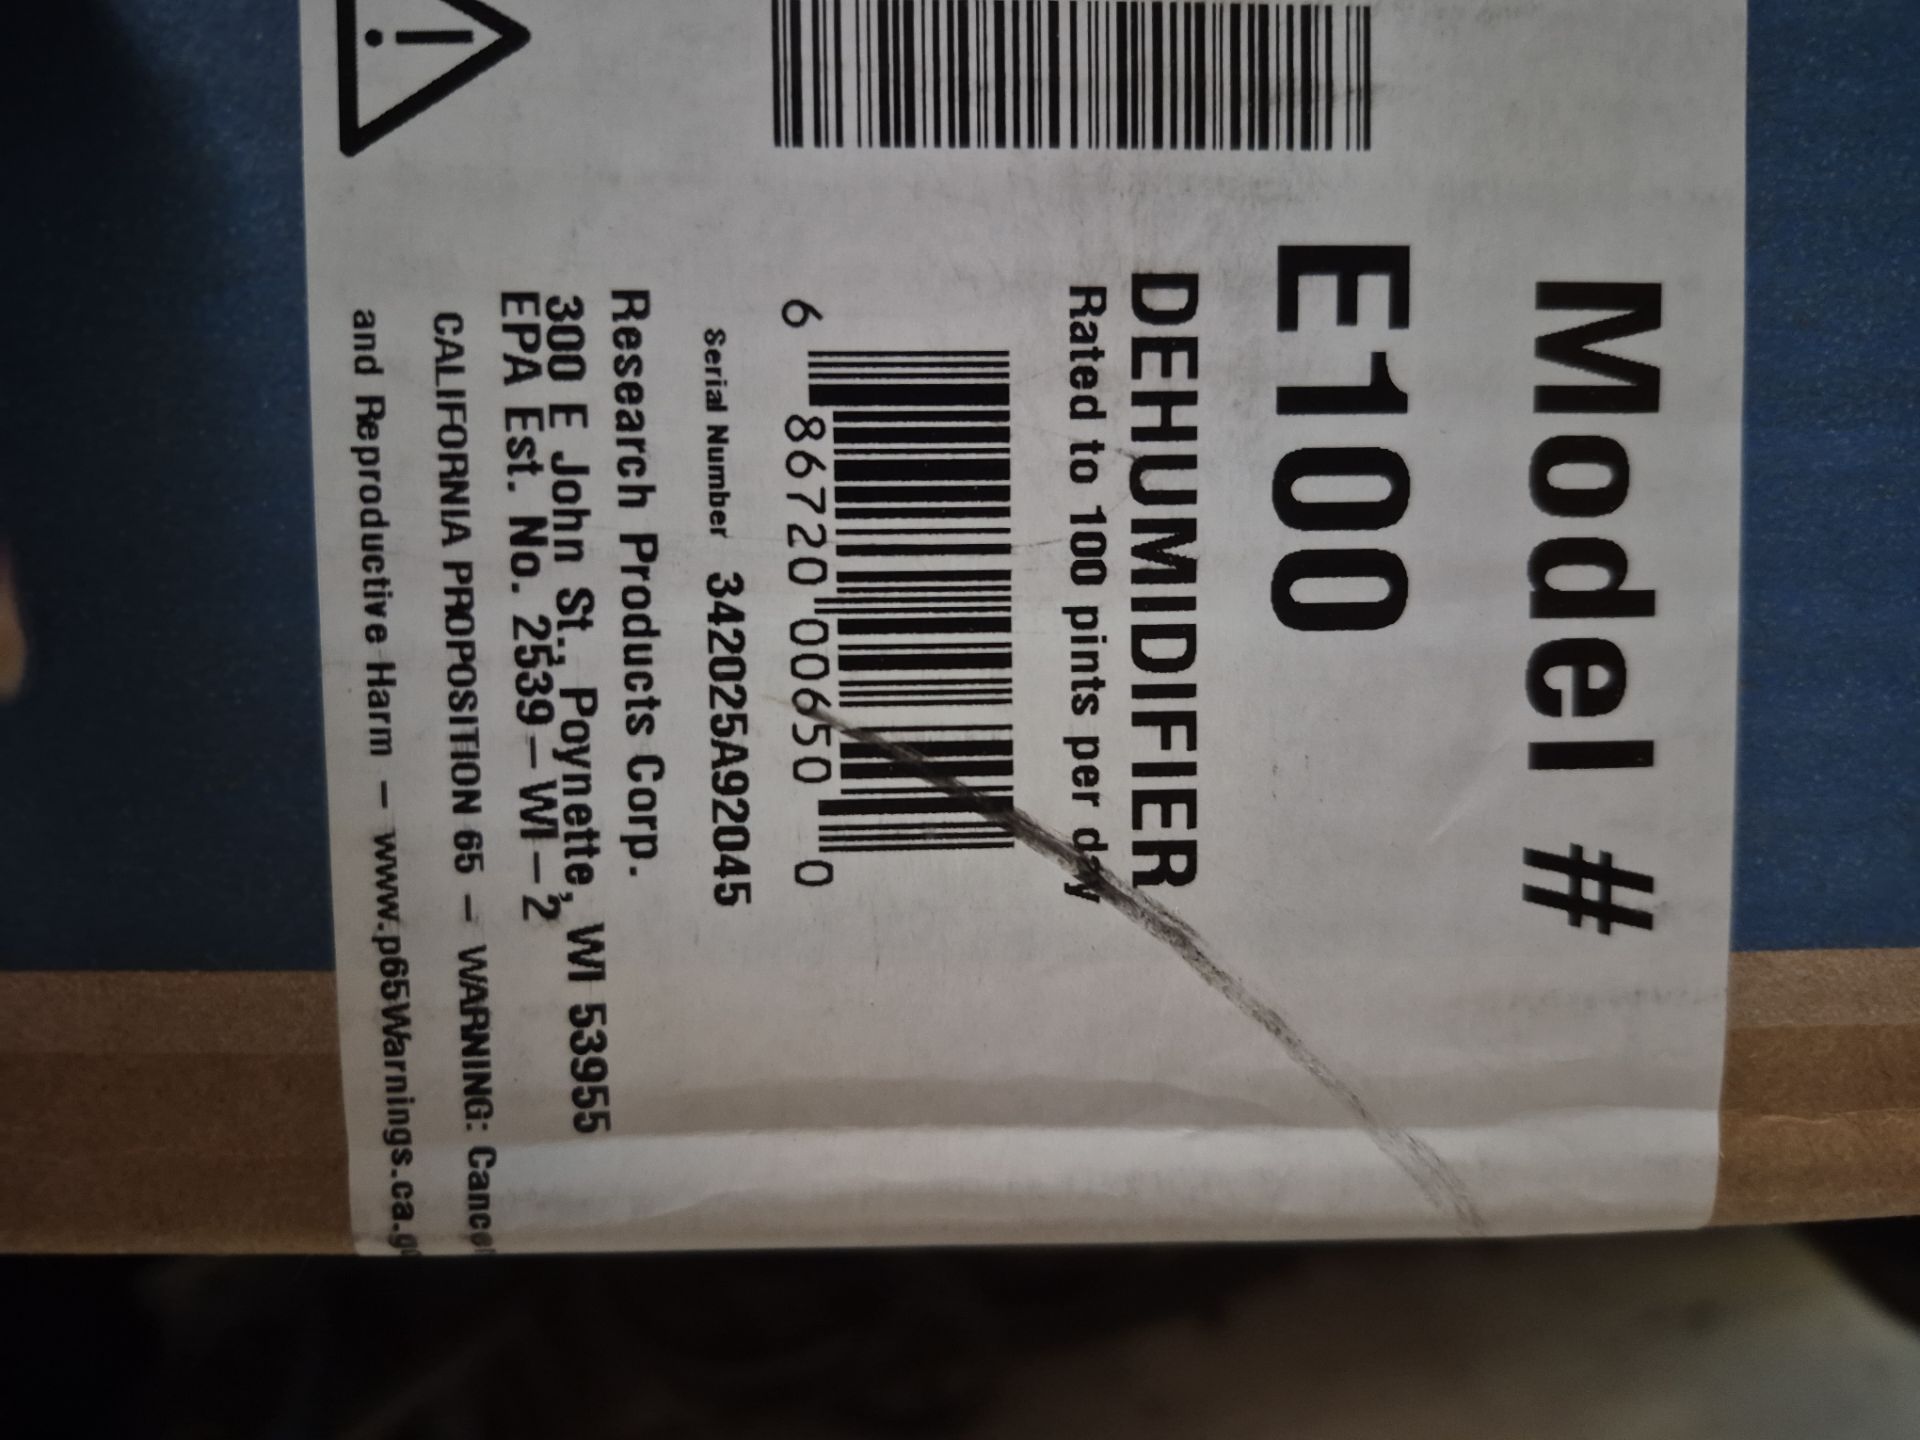 Model #
E100
DEHUMIDIFIER
Rated to 100 pints per day
6 86720 00650 0
Serial Number 342025A92045
Research Products Corp.
300 E John St., Poynette, WI 53955
EPA Est. No. 2539-WI-2
CALIFORNIA PROPOSITION 65 - WARNING: Cancer
and Reproductive Harm - www.p65Warnings.ca.g